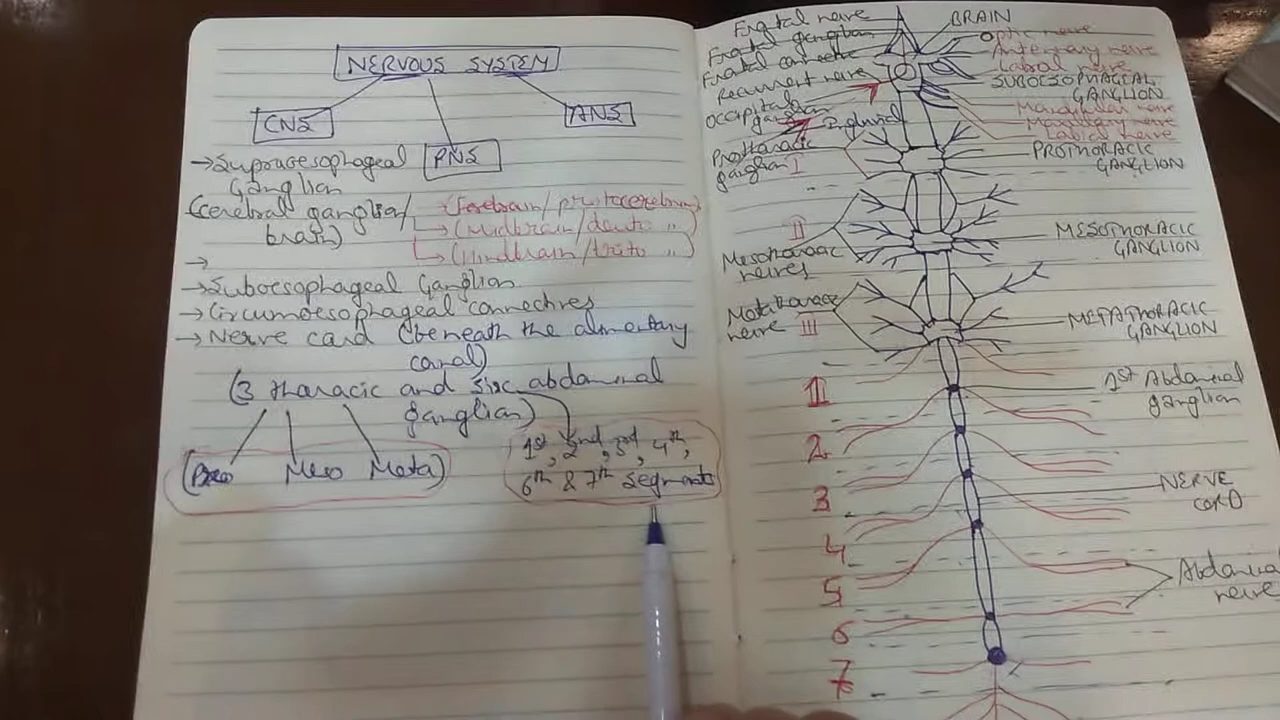 NERVOUS SYSTEM
CNS
ANS
PNS
→ Supraoesophageal
Ganglion
(cerebral ganglion/
brain)
→ (Forebrain/protocerebrum)
→ (Midbrain/deuto ")
→ (Hindbrain/trito ")
→
→ Suboesophageal Ganglion
→ Circumoesophageal connectives
→ Nerve cord (beneath the alimentary
canal)
(3 thoracic and six abdominal
ganglion)
(Pro Meso Meta)
1st, 2nd, 3rd, 4th,
6th & 7th segments
Frontal nerve
Frontal ganglion
Frontal connective
Recurrent nerve
Occipital
ganglion
Ingluvial
Prothoracic
ganglion I
II
Mesothoracic
nerves
Metathoracic
nerve III
1
2
3
4
5
6
7
BRAIN
Optic nerve
Antennary nerve
Labral nerve
SUBOESOPHAGEAL
GANGLION
Mandibular nerve
Maxillary nerve
Labial nerve
PROTHORACIC
GANGLION
MESOTHORACIC
GANGLION
METATHORACIC
GANGLION
1st Abdominal
ganglion
NERVE
CORD
Abdominal
nerve